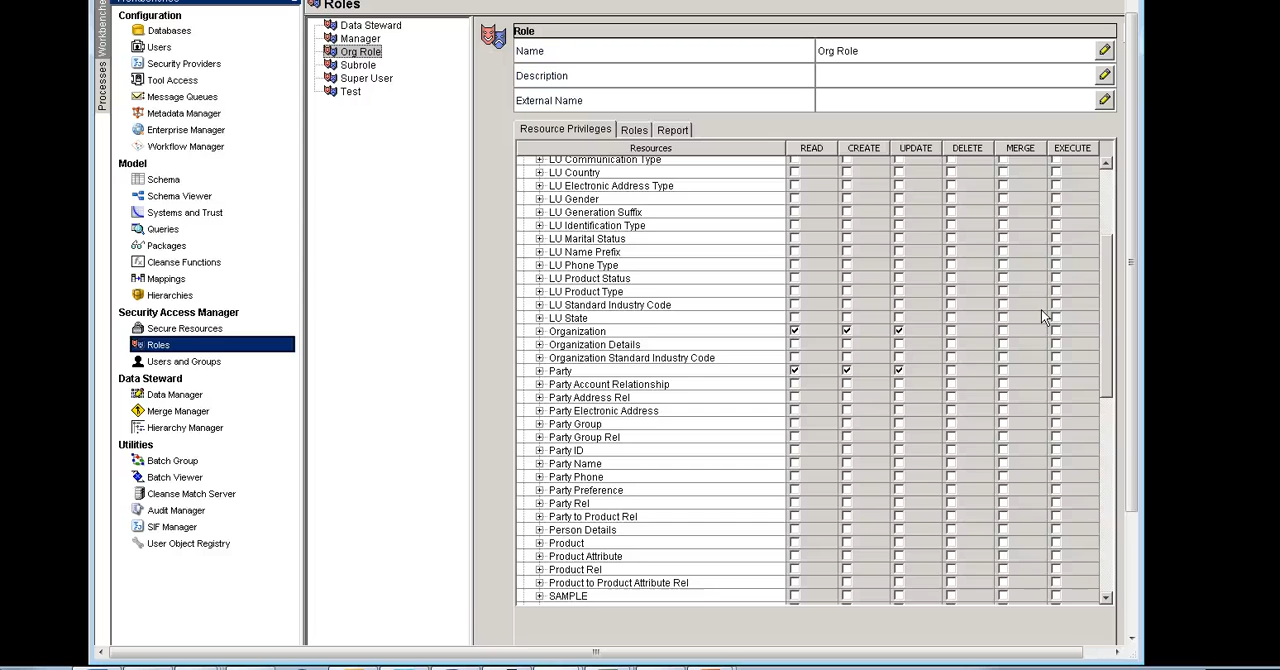 Workbenches
Processes
Configuration
Databases
Users
Security Providers
Tool Access
Message Queues
Metadata Manager
Enterprise Manager
Workflow Manager
Model
Schema
Schema Viewer
Systems and Trust
Queries
Packages
Cleanse Functions
Mappings
Hierarchies
Security Access Manager
Secure Resources
Roles
Users and Groups
Data Steward
Data Manager
Merge Manager
Hierarchy Manager
Utilities
Batch Group
Batch Viewer
Cleanse Match Server
Audit Manager
SIF Manager
User Object Registry
Roles
Data Steward
Manager
Org Role
Subrole
Super User
Test
Role
Name Org Role
Description
External Name
Resource Privileges Roles Report
Resources READ CREATE UPDATE DELETE MERGE EXECUTE
LU Communication Type
LU Country
LU Electronic Address Type
LU Gender
LU Generation Suffix
LU Identification Type
LU Marital Status
LU Name Prefix
LU Phone Type
LU Product Status
LU Product Type
LU Standard Industry Code
LU State
Organization
Organization Details
Organization Standard Industry Code
Party
Party Account Relationship
Party Address Rel
Party Electronic Address
Party Group
Party Group Rel
Party ID
Party Name
Party Phone
Party Preference
Party Rel
Party to Product Rel
Person Details
Product
Product Attribute
Product Rel
Product to Product Attribute Rel
SAMPLE